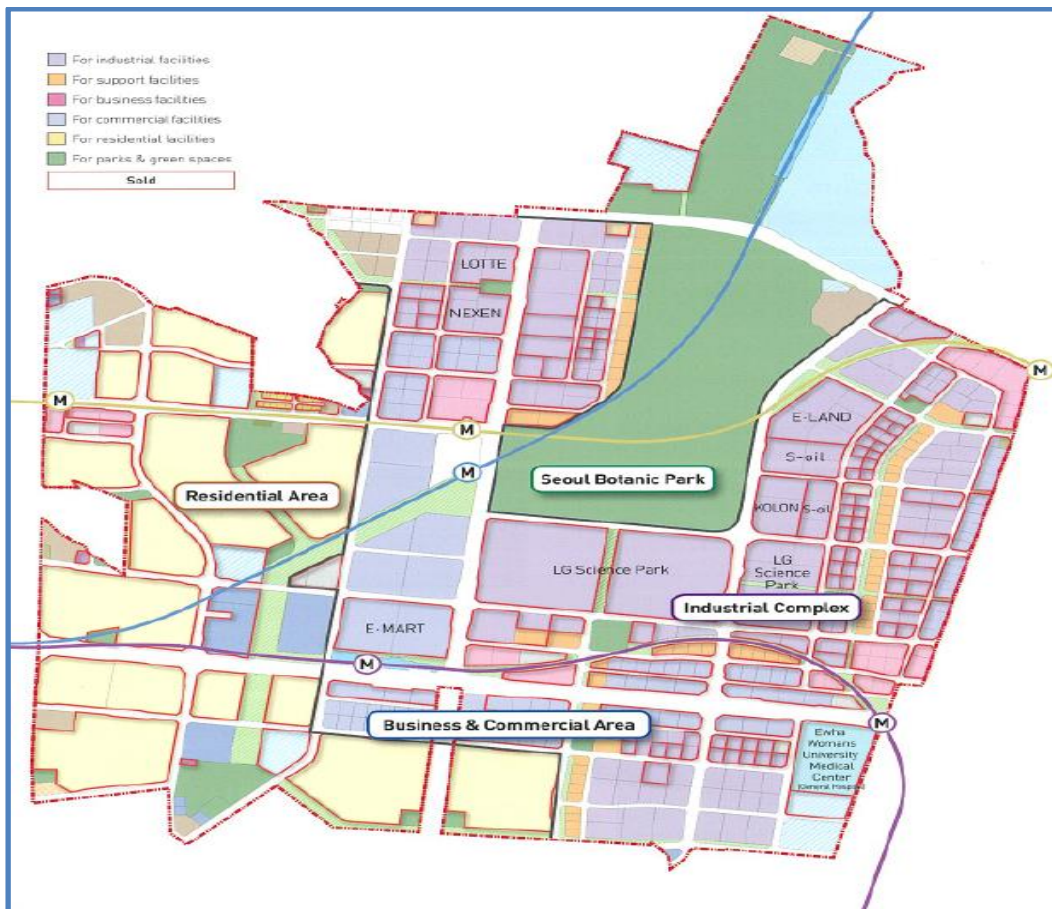 For industrial facilities
For support facilities
For business facilities
For commercial facilities
For residential facilities
For parks & green spaces
Sold
LOTTE
NEXEN
M
M
M
M
E-LAND
S-oil
Residential Area
Seoul Botanic Park
KOLON
S-oil
LG Science Park
LG
Science
Park
Industrial Complex
E-MART
M
Business & Commercial Area
M
Ewha
Womans
University
Medical
Center
(General Hospital)